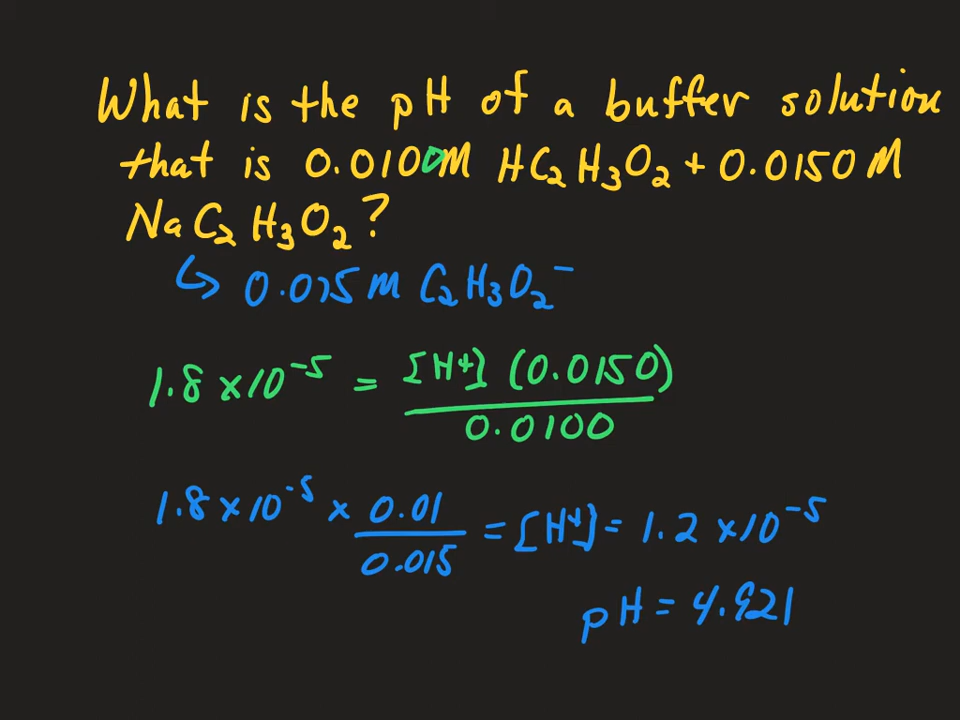 What is the pH of a buffer solution
that is 0.0100M HC₂H₃O₂ + 0.0150 M
NaC₂H₃O₂?
↳ 0.015 M C₂H₃O₂⁻
1.8 × 10⁻⁵ = [H⁺] (0.0150) / 0.0100
1.8 × 10⁻⁵ × 0.01 / 0.015 = [H⁺] = 1.2 × 10⁻⁵
pH = 4.921